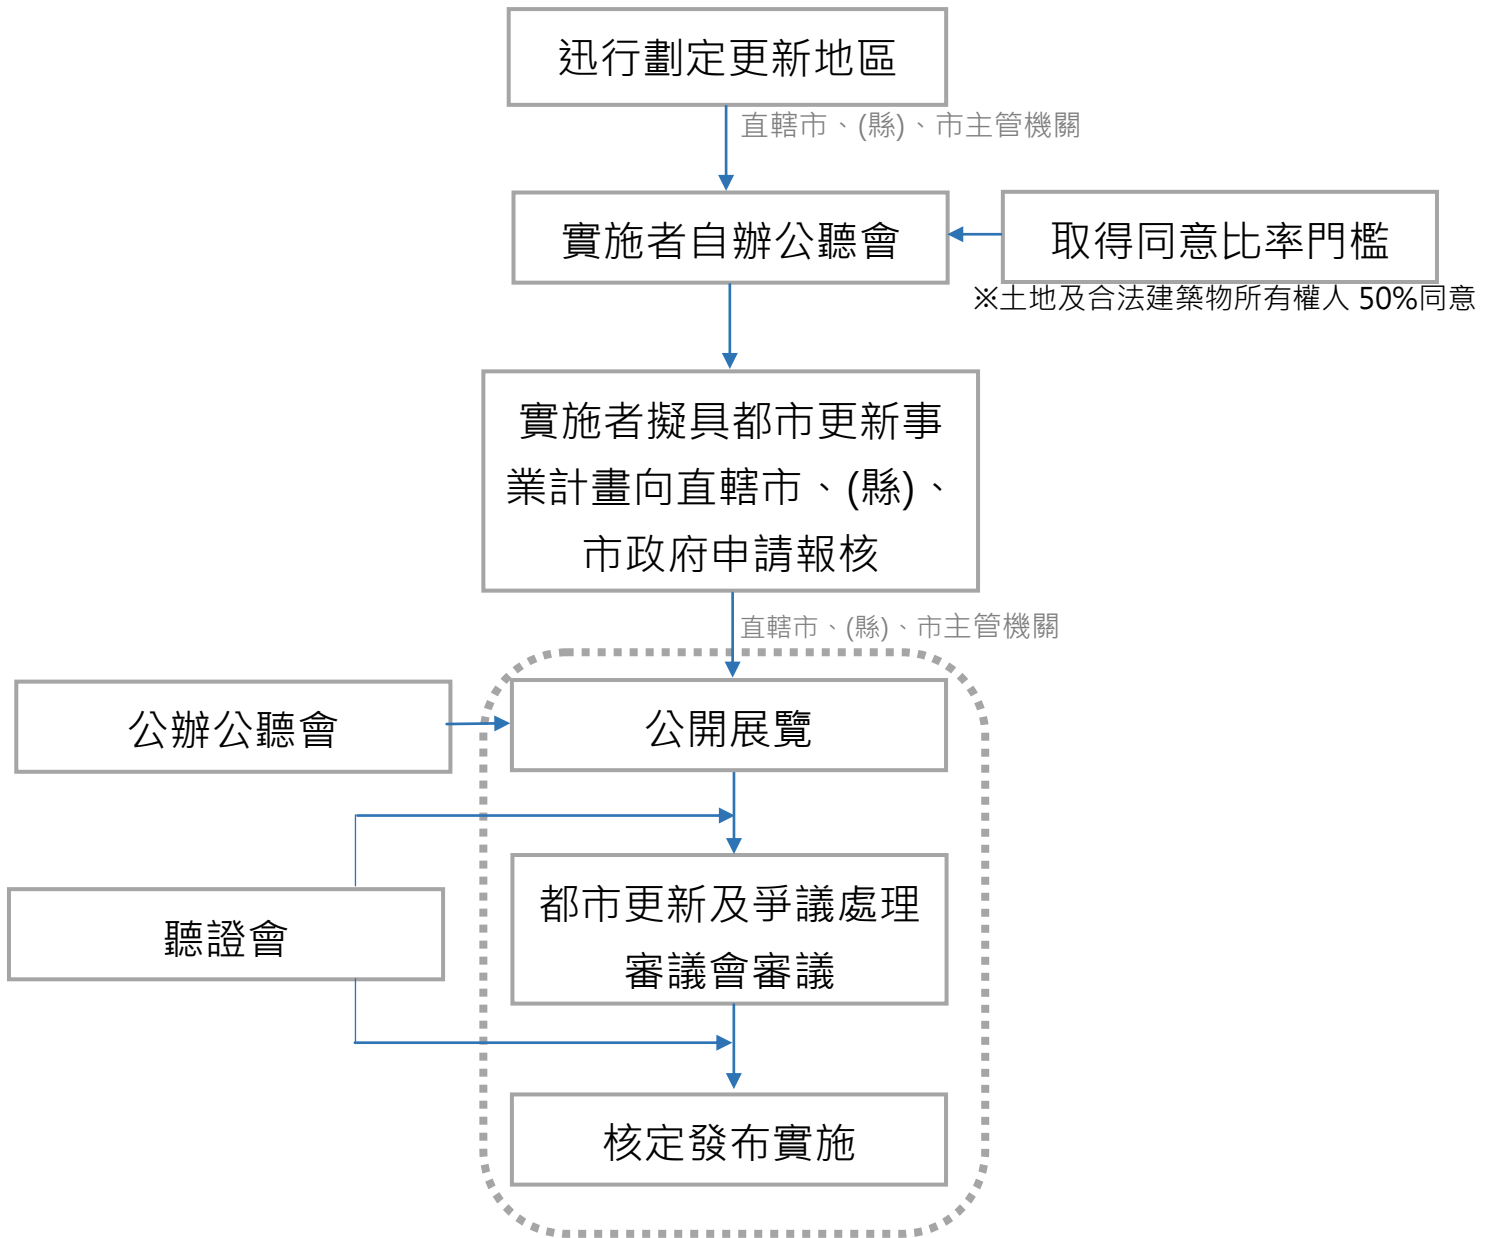 迅行劃定更新地區
直轄市、(縣)、市主管機關
實施者自辦公聽會
取得同意比率門檻
※土地及合法建築物所有權人 50%同意
實施者擬具都市更新事
業計畫向直轄市、(縣)、
市政府申請報核
直轄市、(縣)、市主管機關
公辦公聽會
公開展覽
聽證會
都市更新及爭議處理
審議會審議
核定發布實施